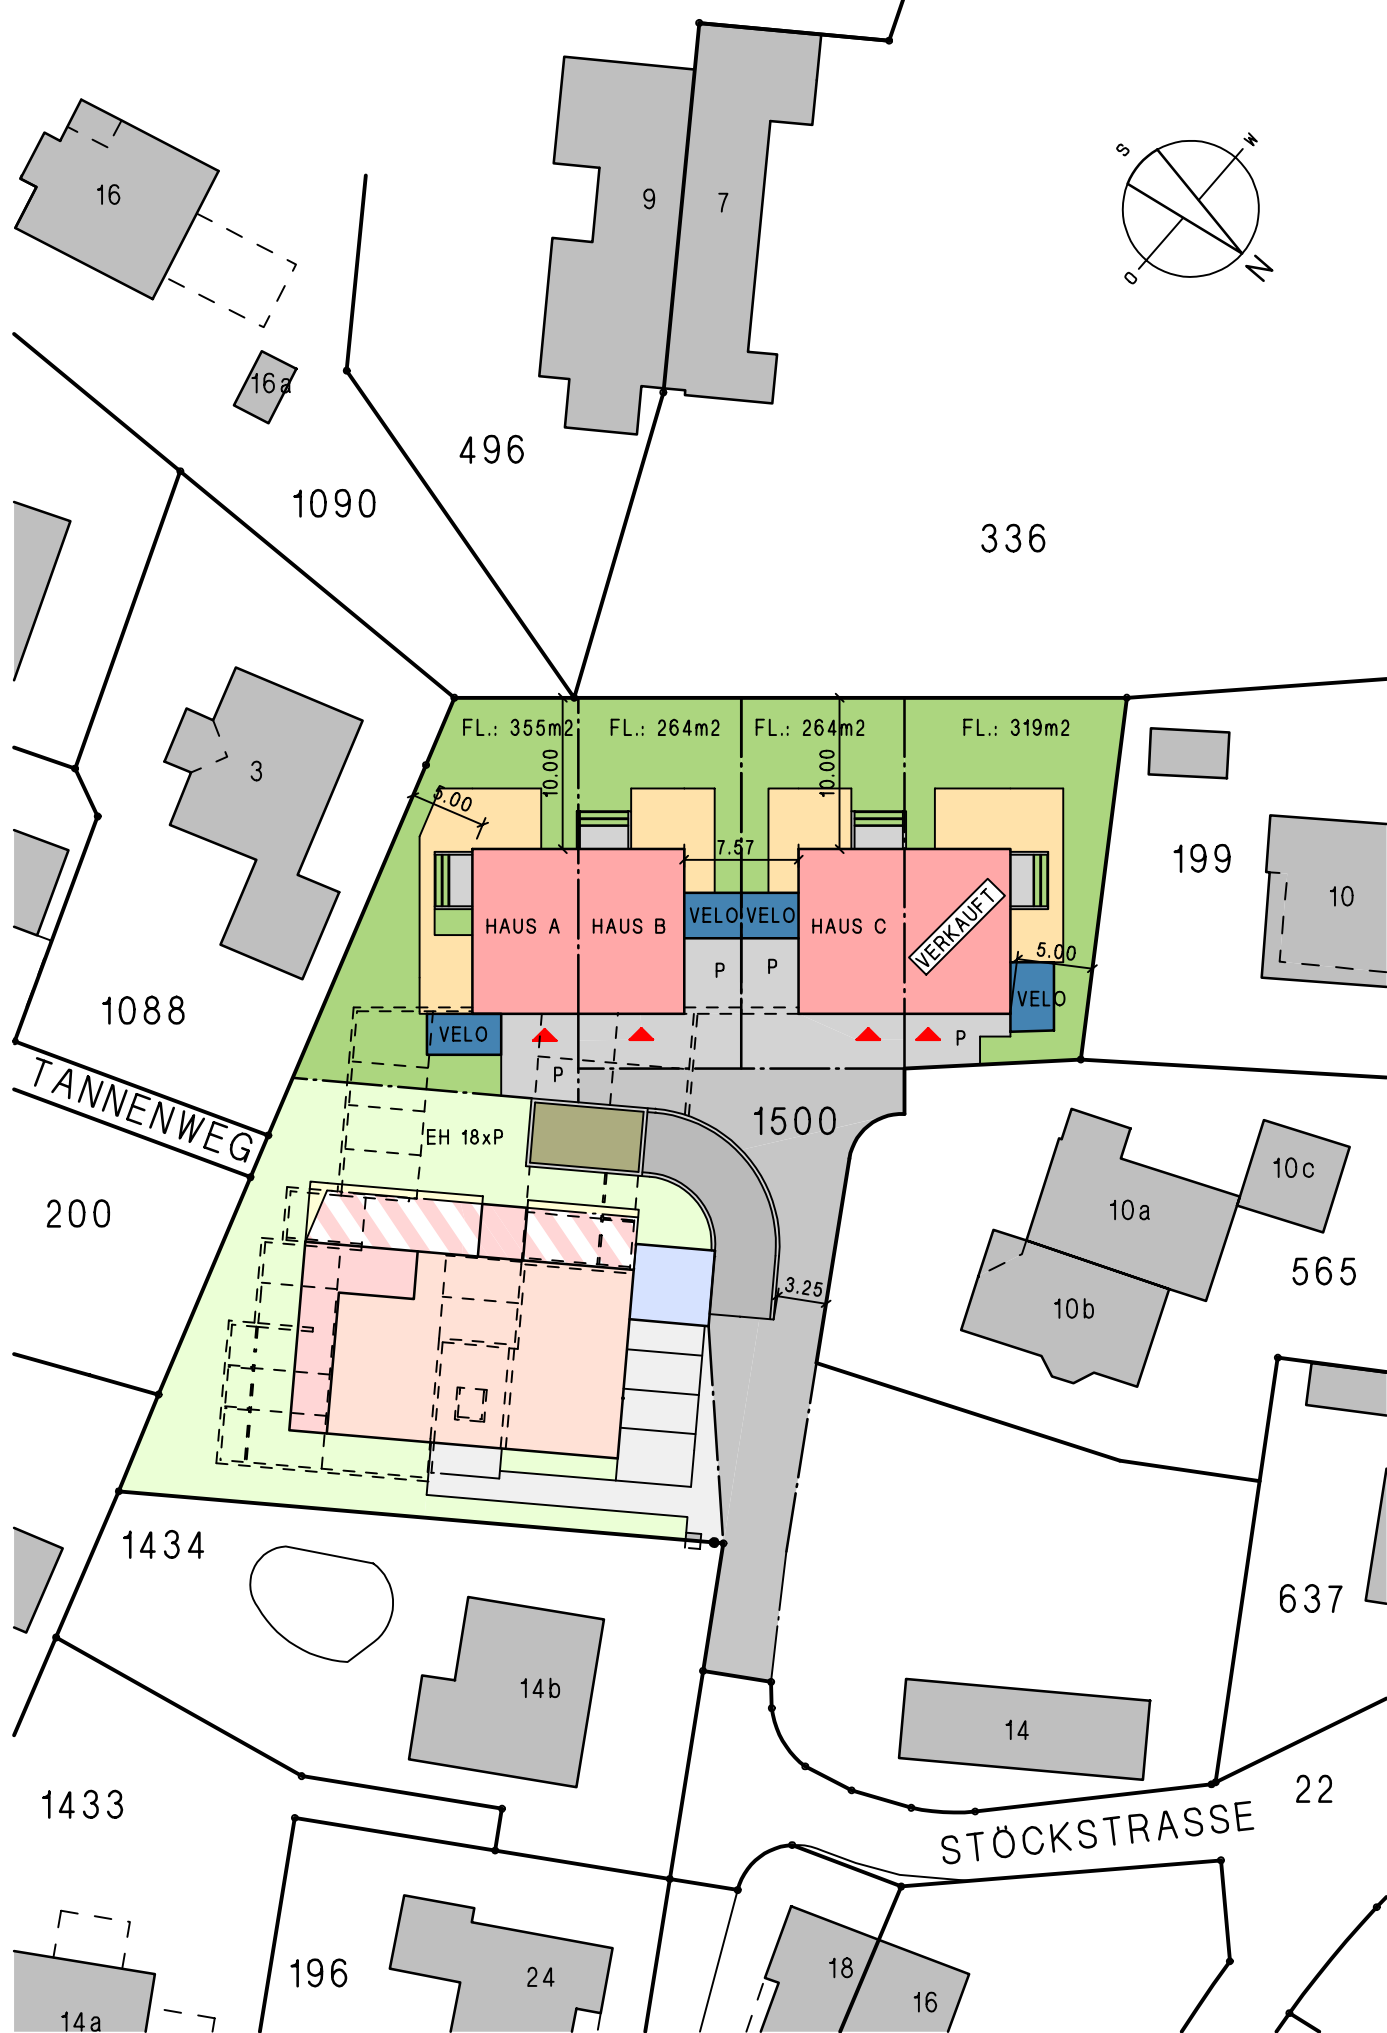 16
9
7
S
W
O
N
16a
496
1090
336
FL.: 355m2
FL.: 264m2
FL.: 264m2
FL.: 319m2
3
10.00
10.00
5.00
7.57
199
10
HAUS A
HAUS B
VELO
VELO
HAUS C
VERKAUFT
5.00
P
P
VELO
1088
VELO
P
P
TANNENWEG
EH 18xP
1500
10c
10a
200
565
3.25
10b
1434
637
14b
14
1433
22
STÖCKSTRASSE
196
24
18
16
14a